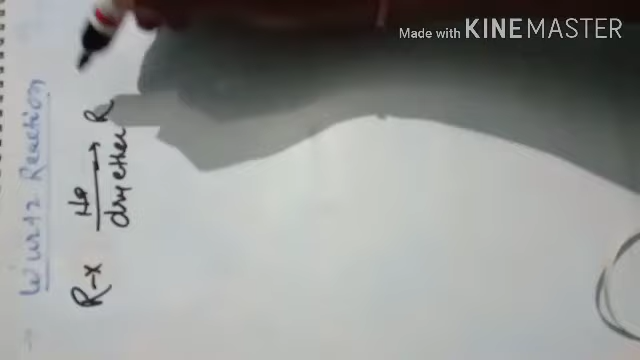 Made with KINEMASTER
→ Wurtz Reaction
R-X Na dry ether → R